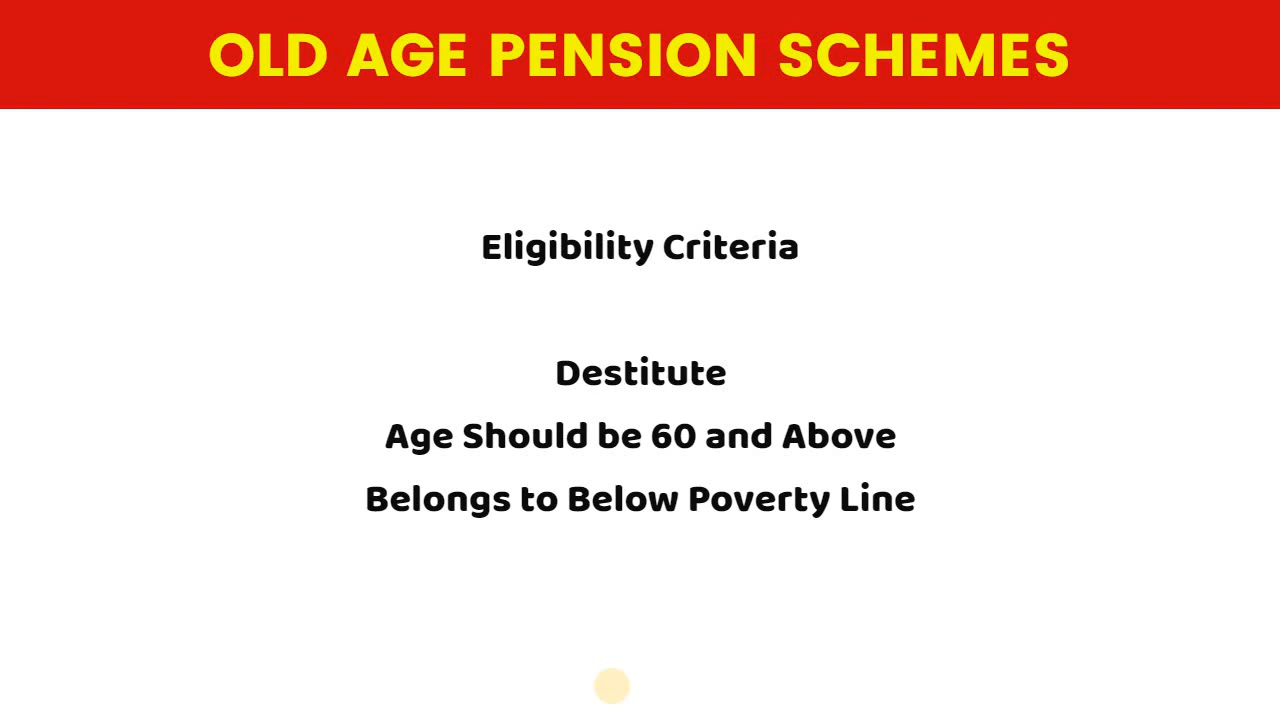 OLD AGE PENSION SCHEMES
Eligibility Criteria
Destitute
Age Should be 60 and Above
Belongs to Below Poverty Line